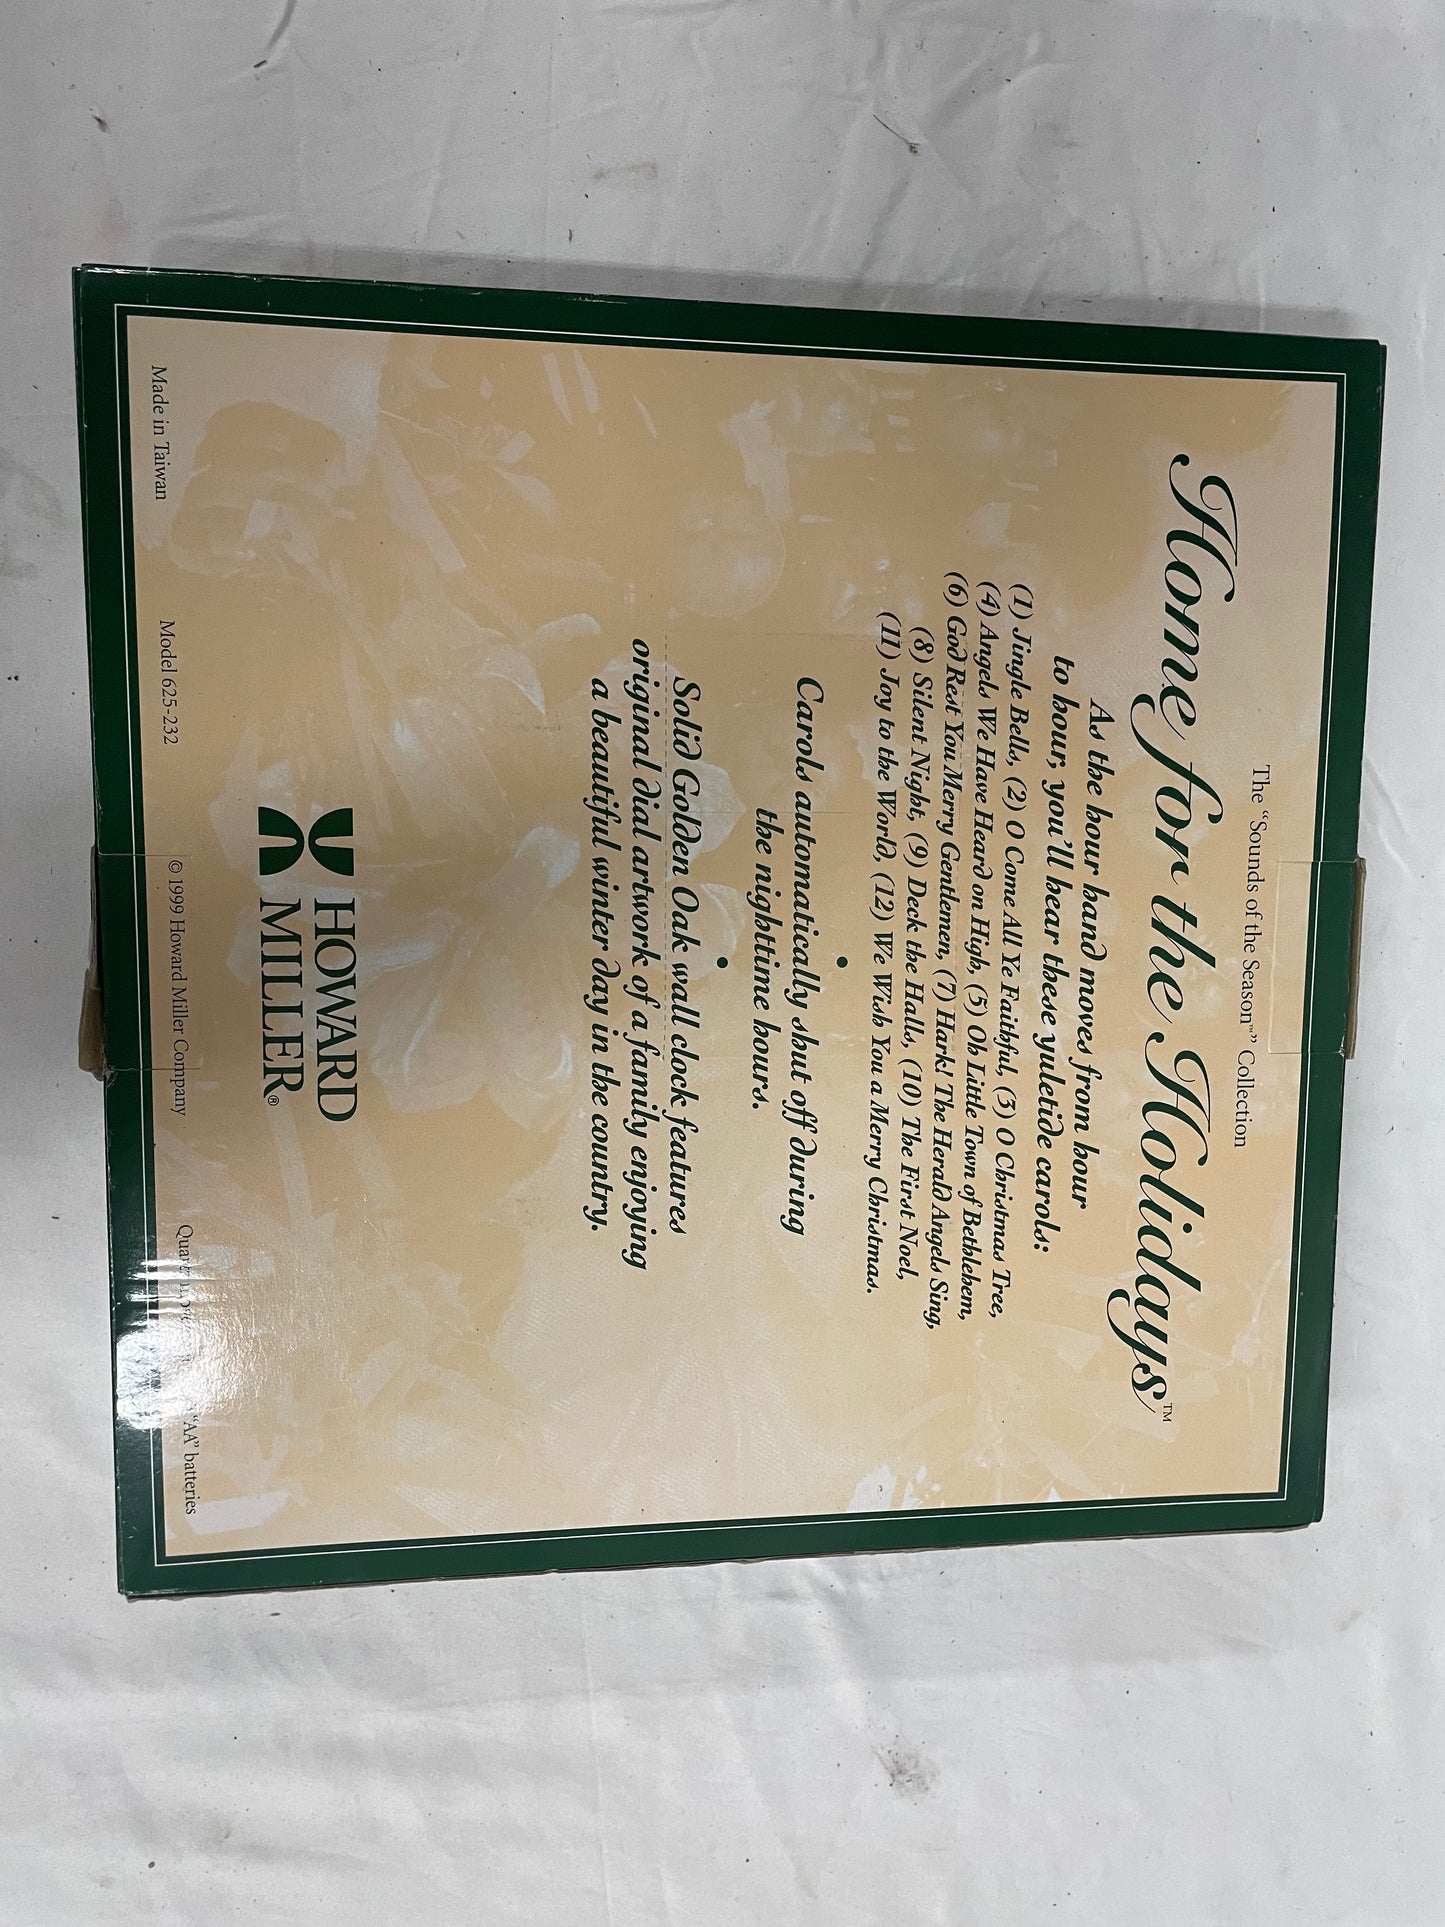 The “Sounds of the Season™” Collection
Home for the Holidays™
As the hour hand moves from hour
to hour, you’ll hear these yuletide carols:
(1) Jingle Bells, (2) O Come All Ye Faithful, (3) O Christmas Tree,
(4) Angels We Have Heard on High, (5) Oh Little Town of Bethlehem,
(6) God Rest You Merry Gentlemen, (7) Hark! The Herald Angels Sing,
(8) Silent Night, (9) Deck the Halls, (10) The First Noel,
(11) Joy to the World, (12) We Wish You a Merry Christmas.
Carols automatically shut off during
the nighttime hours.
Solid Golden Oak wall clock features
original dial artwork of a family enjoying
a beautiful winter day in the country.
HOWARD
MILLER®
Made in Taiwan Model 625-232 © 1999 Howard Miller Company “AA” batteries